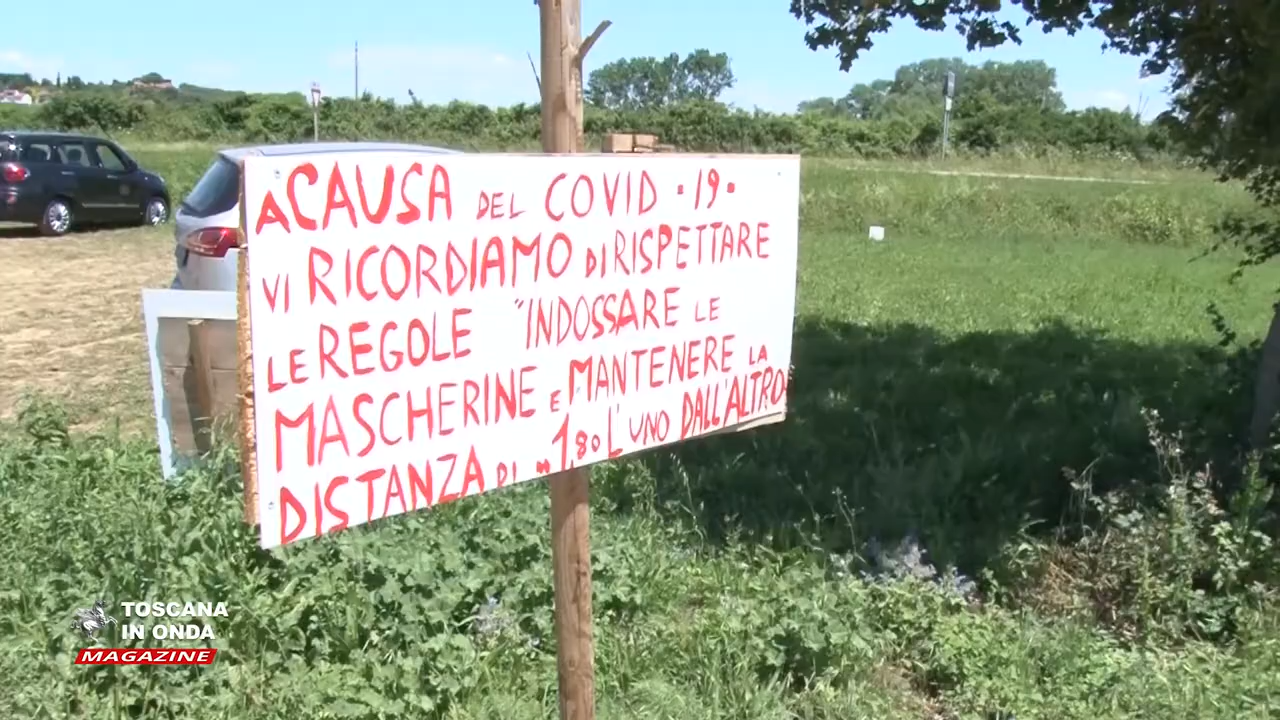 A CAUSA DEL COVID - 19 -
VI RICORDIAMO DI RISPETTARE
LE REGOLE "INDOSSARE LE
MASCHERINE E MANTENERE LA
DISTANZA DI M 1,80 L'UNO DALL'ALTRO
TOSCANA
IN ONDA
MAGAZINE